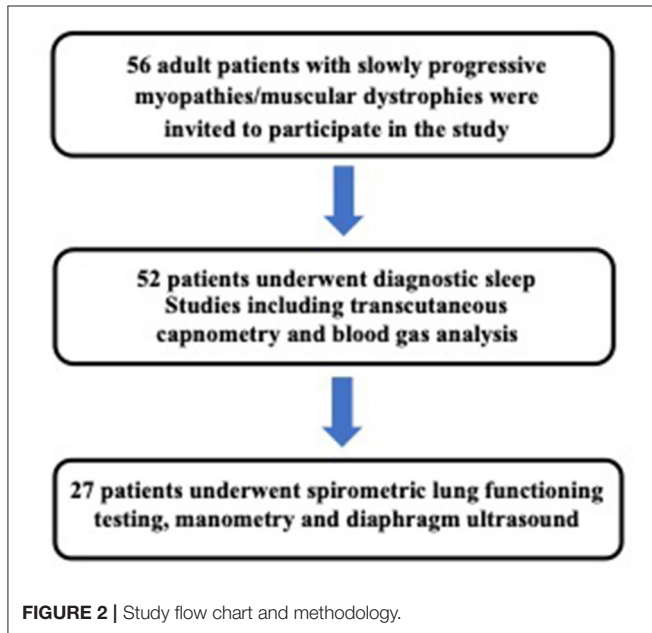 56 adult patients with slowly progressive
myopathies/muscular dystrophies were
invited to participate in the study
52 patients underwent diagnostic sleep
Studies including transcutaneous
capnometry and blood gas analysis
27 patients underwent spirometric lung functioning
testing, manometry and diaphragm ultrasound
FIGURE 2 | Study flow chart and methodology.